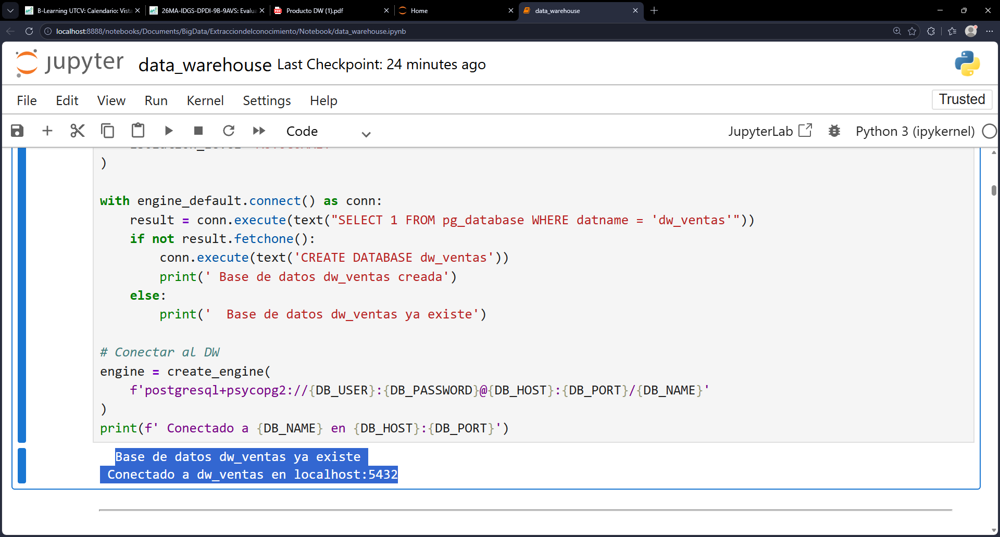 B-Learning UTCV: Calendario: Vista
26MA-IDGS-DPDI-9B-9AVS: Evalua
Producto DW (1).pdf
Home
data_warehouse
localhost:8888/notebooks/Documents/BigData/Extracciondelconocimiento/Notebook/data_warehouse.ipynb
jupyter data_warehouse Last Checkpoint: 24 minutes ago
File Edit View Run Kernel Settings Help Trusted
Code JupyterLab Python 3 (ipykernel)
)
with engine_default.connect() as conn:
    result = conn.execute(text("SELECT 1 FROM pg_database WHERE datname = 'dw_ventas'"))
    if not result.fetchone():
        conn.execute(text('CREATE DATABASE dw_ventas'))
        print(' Base de datos dw_ventas creada')
    else:
        print('  Base de datos dw_ventas ya existe')
# Conectar al DW
engine = create_engine(
    f'postgresql+psycopg2://{DB_USER}:{DB_PASSWORD}@{DB_HOST}:{DB_PORT}/{DB_NAME}'
)
print(f' Conectado a {DB_NAME} en {DB_HOST}:{DB_PORT}')
  Base de datos dw_ventas ya existe
 Conectado a dw_ventas en localhost:5432